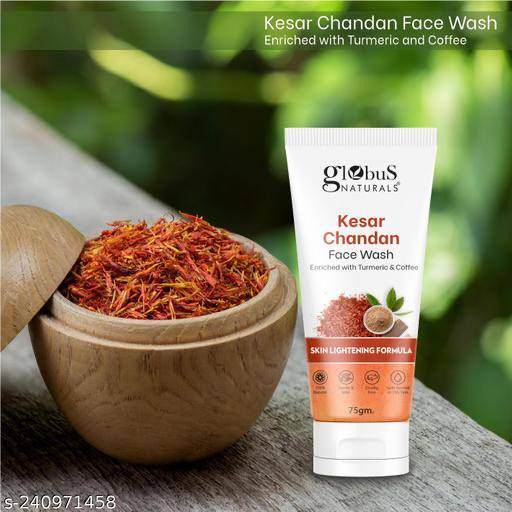 Kesar Chandan Face Wash
Enriched with Turmeric and Coffee
globus
NATURALS®
Kesar
Chandan
Face Wash
Enriched with Turmeric & Coffee
SKIN LIGHTENING FORMULA
75gm.
s-240971458